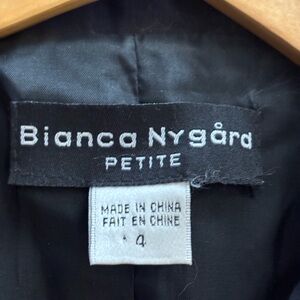 Bianca Nygård
PETITE
MADE IN CHINA
FAIT EN CHINE
4